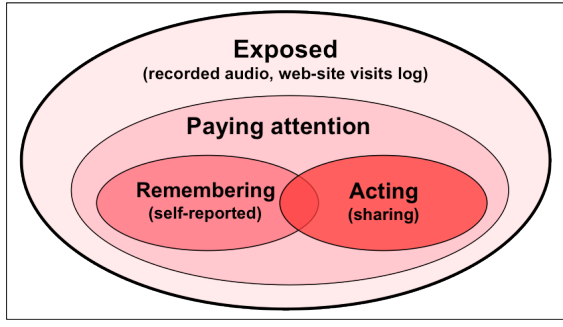 Exposed
(recorded audio, web-site visits log)
Paying attention
Remembering
(self-reported)
Acting
(sharing)